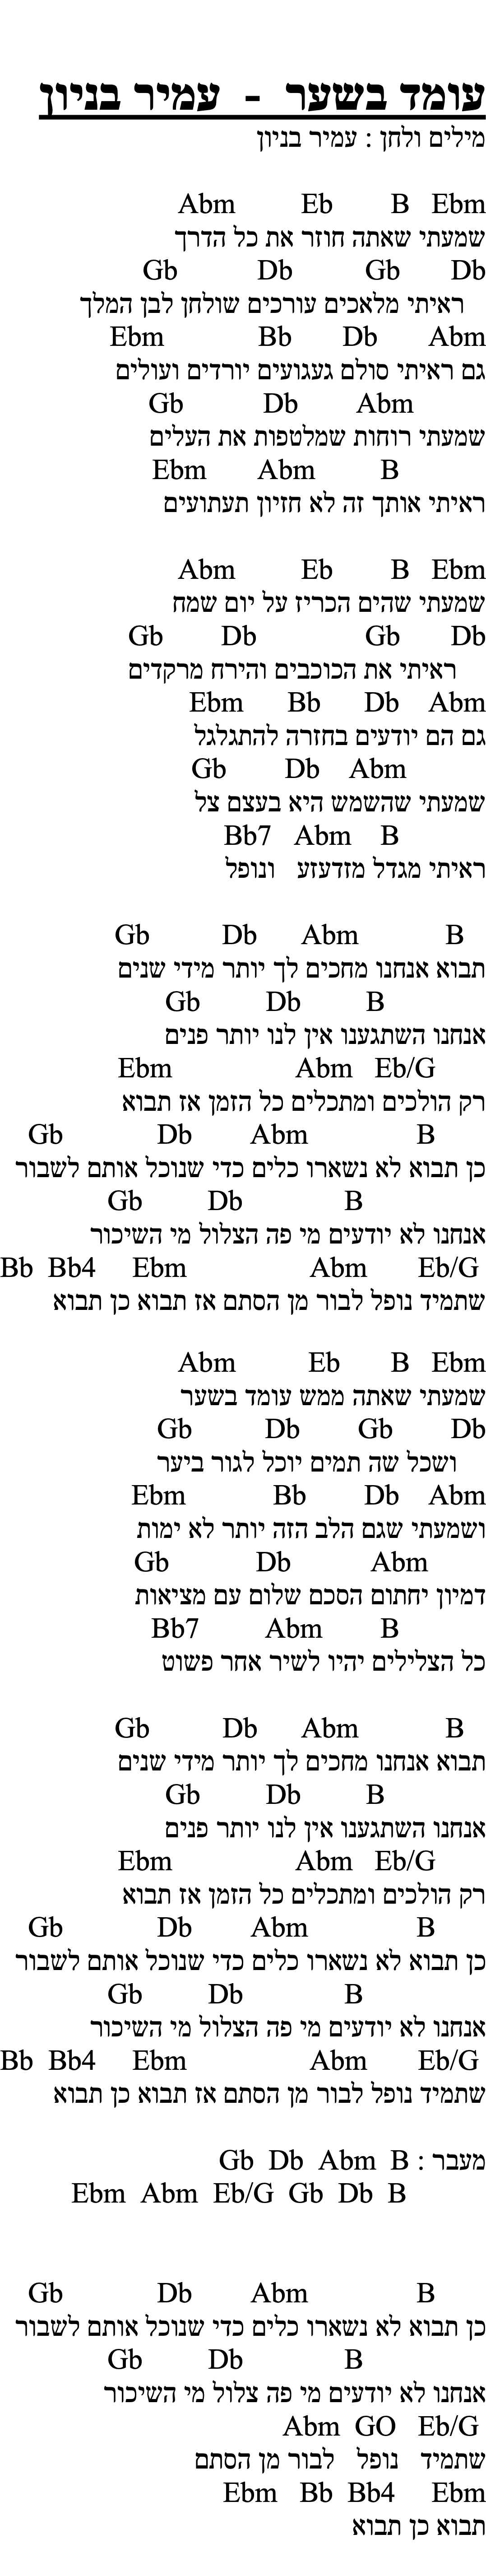 עומד בשער - עמיר בניון
מילים ולחן : עמיר בניון
Abm Eb B Ebm
שמעתי שאתה חוזר את כל הדרך
Gb Db Gb Db
ראיתי מלאכים עורכים שולחן לבן המלך
Ebm Bb Db Abm
גם ראיתי סולם געגועים יורדים ועולים
Gb Db Abm
שמעתי רוחות שמלטפות את העלים
Ebm Abm B
ראיתי אותך זה לא חזיון תעתועים
Abm Eb B Ebm
שמעתי שהים הכריז על יום שמח
Gb Db Gb Db
ראיתי את הכוכבים והירח מרקדים
Ebm Bb Db Abm
גם הם יודעים בחזרה להתגלגל
Gb Db Abm
שמעתי שהשמש היא בעצם צל
Bb7 Abm B
ראיתי מגדל מזדעזע ונופל
Gb Db Abm B
תבוא אנחנו מחכים לך יותר מידי שנים
Gb Db B
אנחנו השתגענו אין לנו יותר פנים
Ebm Abm Eb/G
רק הולכים ומתכלים כל הזמן אז תבוא
Gb Db Abm B
כן תבוא לא נשארו כלים כדי שנוכל אותם לשבור
Gb Db B
אנחנו לא יודעים מי פה הצלול מי השיכור
Bb Bb4 Ebm Abm Eb/G
שתמיד נופל לבור מן הסתם אז תבוא כן תבוא
Abm Eb B Ebm
שמעתי שאתה ממש עומד בשער
Gb Db Gb Db
ושכל שה תמים יוכל לגור ביער
Ebm Bb Db Abm
ושמעתי שגם הלב הזה יותר לא ימות
Gb Db Abm
דמיון יחתום הסכם שלום עם מציאות
Bb7 Abm B
כל הצלילים יהיו לשיר אחר פשוט
Gb Db Abm B
תבוא אנחנו מחכים לך יותר מידי שנים
Gb Db B
אנחנו השתגענו אין לנו יותר פנים
Ebm Abm Eb/G
רק הולכים ומתכלים כל הזמן אז תבוא
Gb Db Abm B
כן תבוא לא נשארו כלים כדי שנוכל אותם לשבור
Gb Db B
אנחנו לא יודעים מי פה הצלול מי השיכור
Bb Bb4 Ebm Abm Eb/G
שתמיד נופל לבור מן הסתם אז תבוא כן תבוא
מעבר : Gb Db Abm B
Ebm Abm Eb/G Gb Db B
Gb Db Abm B
כן תבוא לא נשארו כלים כדי שנוכל אותם לשבור
Gb Db B
אנחנו לא יודעים מי פה צלול מי השיכור
Abm GO Eb/G
שתמיד נופל לבור מן הסתם
Ebm Bb Bb4 Ebm
תבוא כן תבוא